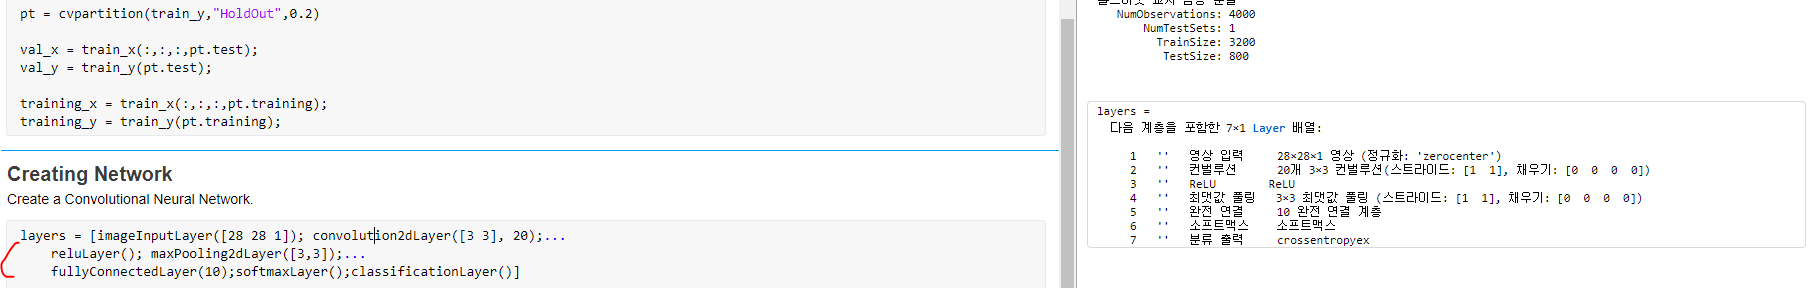 pt = cvpartition(train_y,"HoldOut",0.2)
val_x = train_x(:,:,:,pt.test);
val_y = train_y(pt.test);
training_x = train_x(:,:,:,pt.training);
training_y = train_y(pt.training);
Creating Network
Create a Convolutional Neural Network.
layers = [imageInputLayer([28 28 1]); convolution2dLayer([3 3], 20);...
reluLayer(); maxPooling2dLayer([3,3]);...
fullyConnectedLayer(10);softmaxLayer();classificationLayer()]
NumObservations: 4000
NumTestSets: 1
TrainSize: 3200
TestSize: 800
layers =
다음 계층을 포함한 7×1 Layer 배열:
1 '' 영상 입력 28×28×1 영상 (정규화: 'zerocenter')
2 '' 컨벌루션 20개 3×3 컨벌루션(스트라이드: [1 1], 채우기: [0 0 0 0])
3 '' ReLU ReLU
4 '' 최댓값 풀링 3×3 최댓값 풀링 (스트라이드: [1 1], 채우기: [0 0 0 0])
5 '' 완전 연결 10 완전 연결 계층
6 '' 소프트맥스 소프트맥스
7 '' 분류 출력 crossentropyex